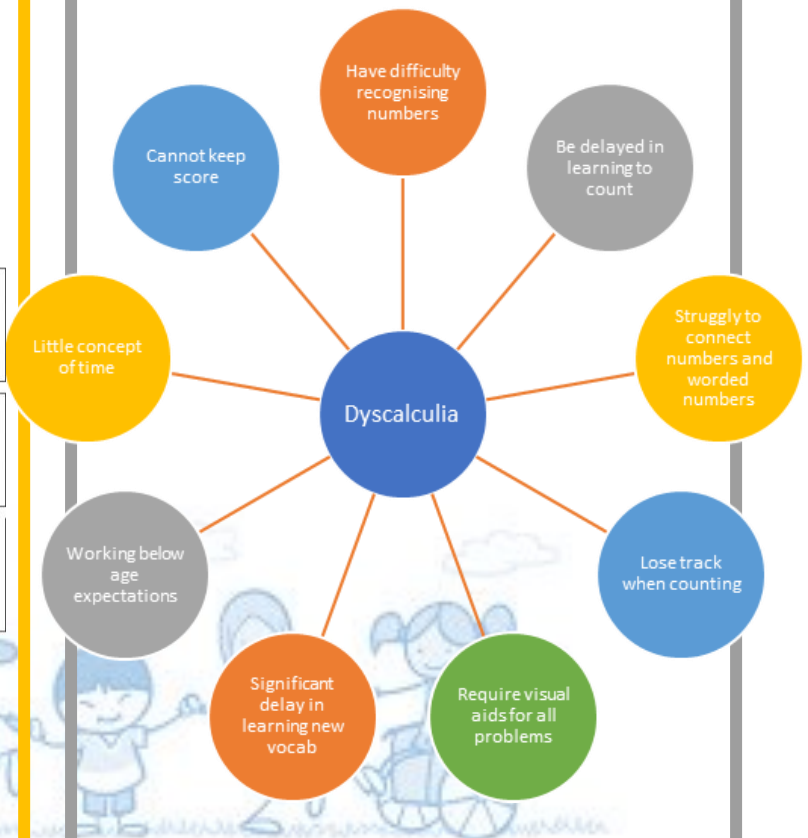 Have difficulty
recognising
numbers
Be delayed in
learning to
count
Struggly to
connect
numbers and
worded
numbers
Lose track
when counting
Require visual
aids for all
problems
Significant
delay in
learning new
vocab
Working below
age
expectations
Little concept
of time
Cannot keep
score
Dyscalculia